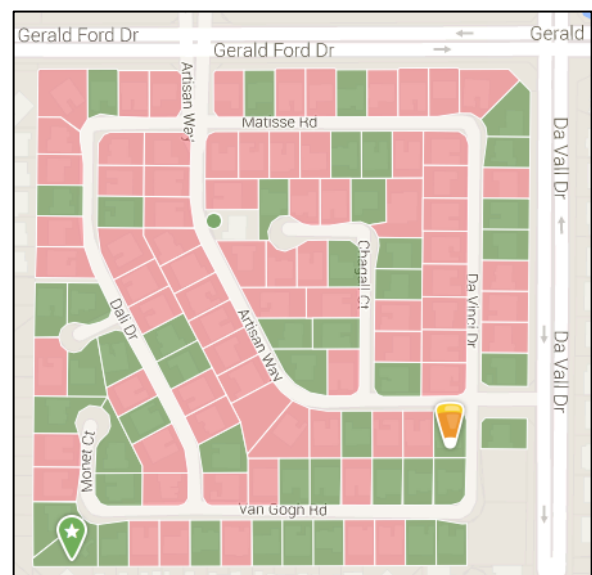 Gerald Ford Dr
Gerald
Gerald Ford Dr
Artisan Way
Matisse Rd
Da Vall Dr
Chagall Ct
Da Vinci Dr
Dali Dr
Artisan Way
Da Vall Dr
Monet Ct
Van Gogh Rd